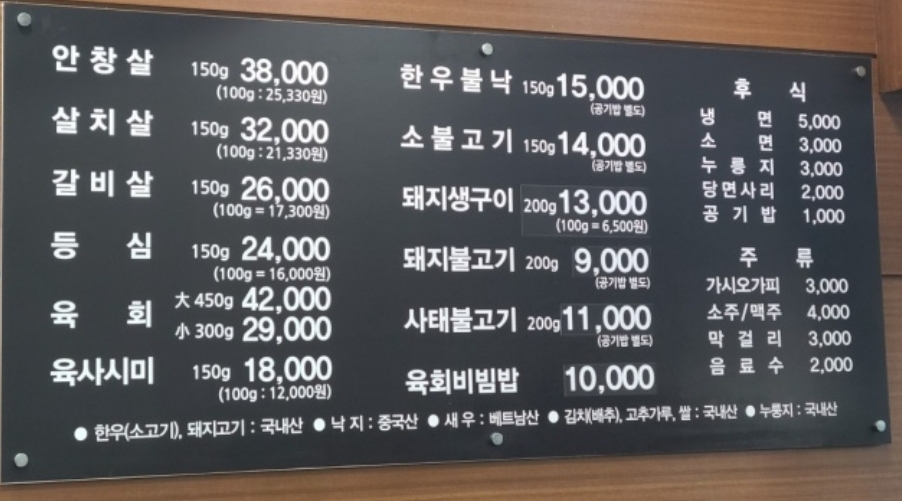 안창살 150g 38,000
(100g : 25,330원)
살치살 150g 32,000
(100g : 21,330원)
갈비살 150g 26,000
(100g = 17,300원)
등심 150g 24,000
(100g = 16,000원)
육회 大 450g 42,000
小 300g 29,000
육사시미 150g 18,000
(100g : 12,000원)
한우불낙 150g 15,000
(공기밥 별도)
소불고기 150g 14,000
(공기밥 별도)
돼지생구이 200g 13,000
(100g = 6,500원)
돼지불고기 200g 9,000
(공기밥 별도)
사태불고기 200g 11,000
(공기밥 별도)
육회비빔밥 10,000
후식
냉면 5,000
소면 3,000
누룽지 3,000
당면사리 2,000
공기밥 1,000
주류
가시오가피 3,000
소주/맥주 4,000
막걸리 3,000
음료수 2,000
● 한우(소고기), 돼지고기 : 국내산 ● 낙지 : 중국산 ● 새우 : 베트남산 ● 김치(배추), 고추가루, 쌀 : 국내산 ● 누룽지 : 국내산